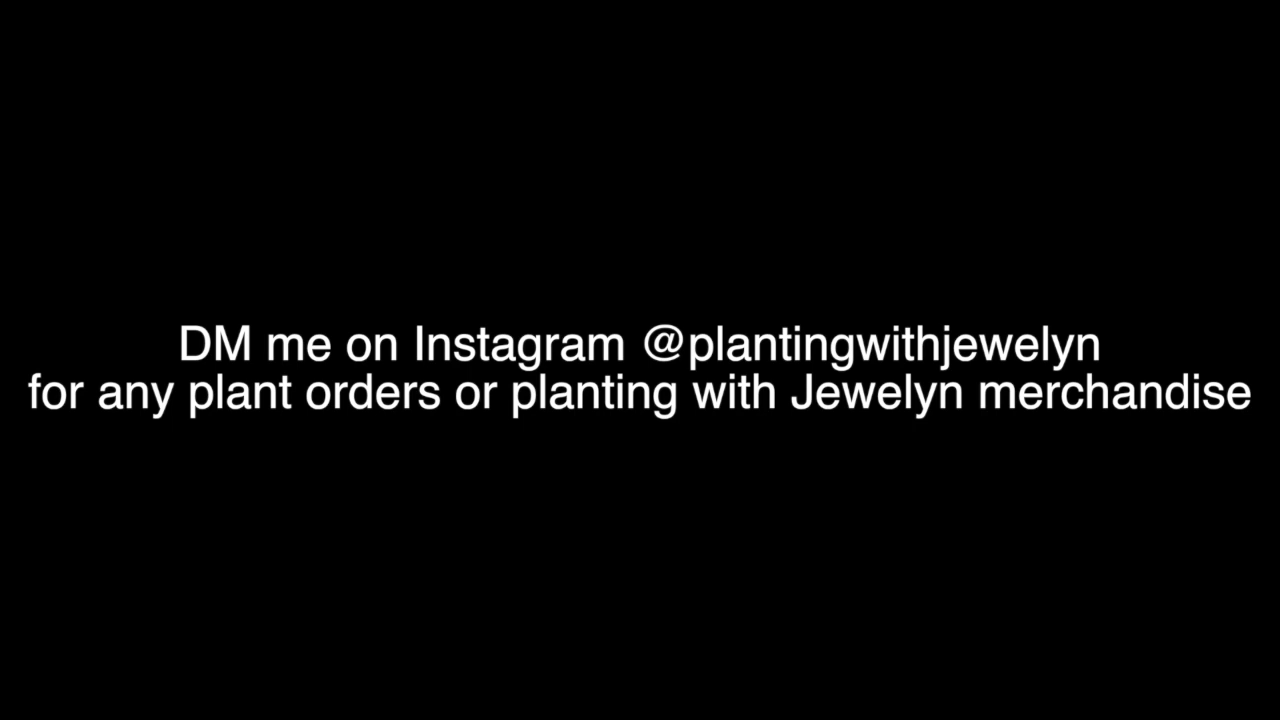 DM me on Instagram @plantingwithjewelyn
for any plant orders or planting with Jewelyn merchandise